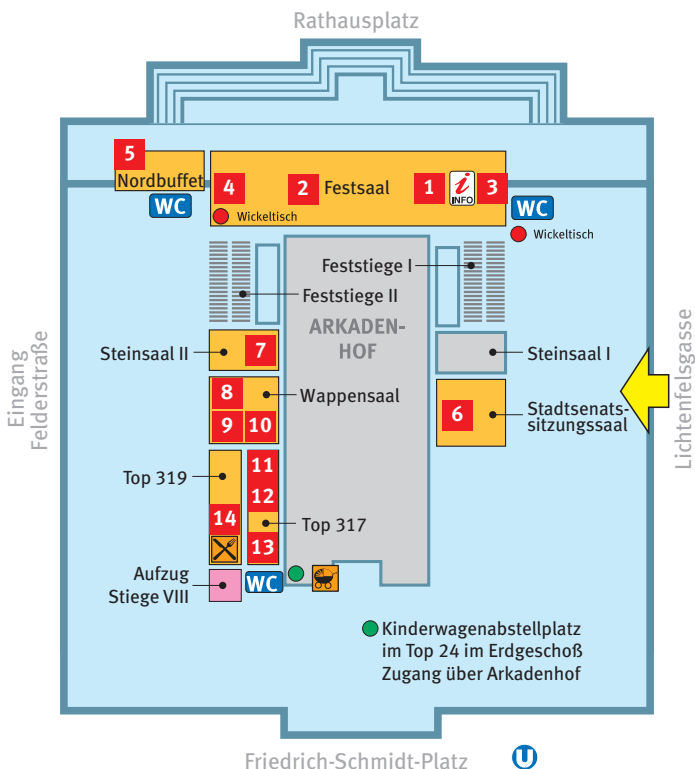 Rathausplatz
5
Nordbuffet
WC
4
2
Festsaal
1
i
INFO
3
WC
Wickeltisch
Wickeltisch
Feststiege I
Feststiege II
ARKADEN-
HOF
Steinsaal II
7
Steinsaal I
8
Wappensaal
9
10
6
Stadtsenats-
sitzungssaal
Eingang
Felderstraße
Lichtenfelsgasse
Top 319
11
12
14
Top 317
13
Aufzug
Stiege VIII
WC
Kinderwagenabstellplatz
im Top 24 im Erdgeschoß
Zugang über Arkadenhof
Friedrich-Schmidt-Platz
U